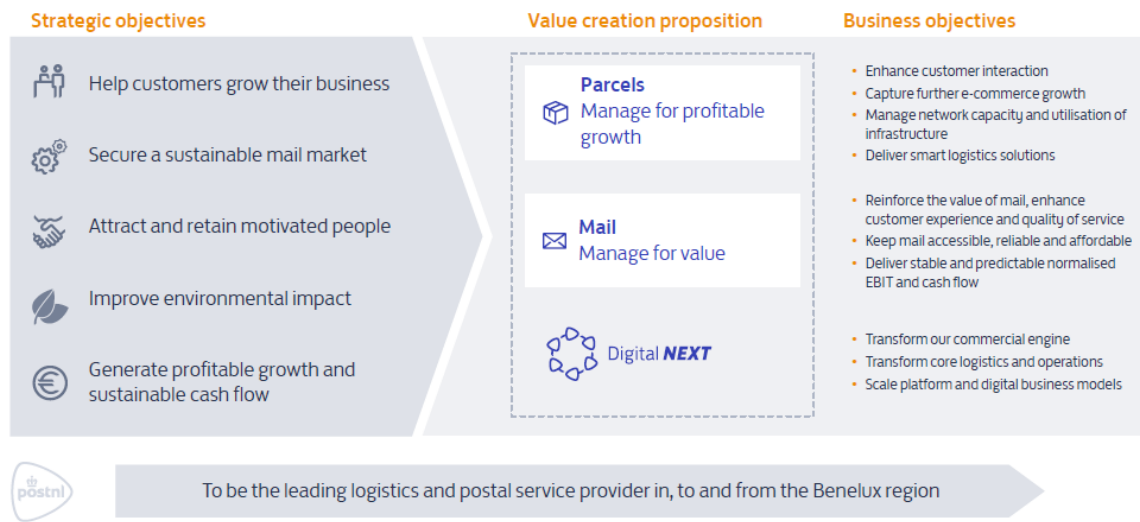 Strategic objectives
Help customers grow their business
Secure a sustainable mail market
Attract and retain motivated people
Improve environmental impact
Generate profitable growth and
sustainable cash flow
Value creation proposition
Parcels
Manage for profitable
growth
Mail
Manage for value
Digital NEXT
Business objectives
• Enhance customer interaction
• Capture further e-commerce growth
• Manage network capacity and utilisation of
infrastructure
• Deliver smart logistics solutions
• Reinforce the value of mail, enhance
customer experience and quality of service
• Keep mail accessible, reliable and affordable
• Deliver stable and predictable normalised
EBIT and cash flow
• Transform our commercial engine
• Transform core logistics and operations
• Scale platform and digital business models
postnl
To be the leading logistics and postal service provider in, to and from the Benelux region